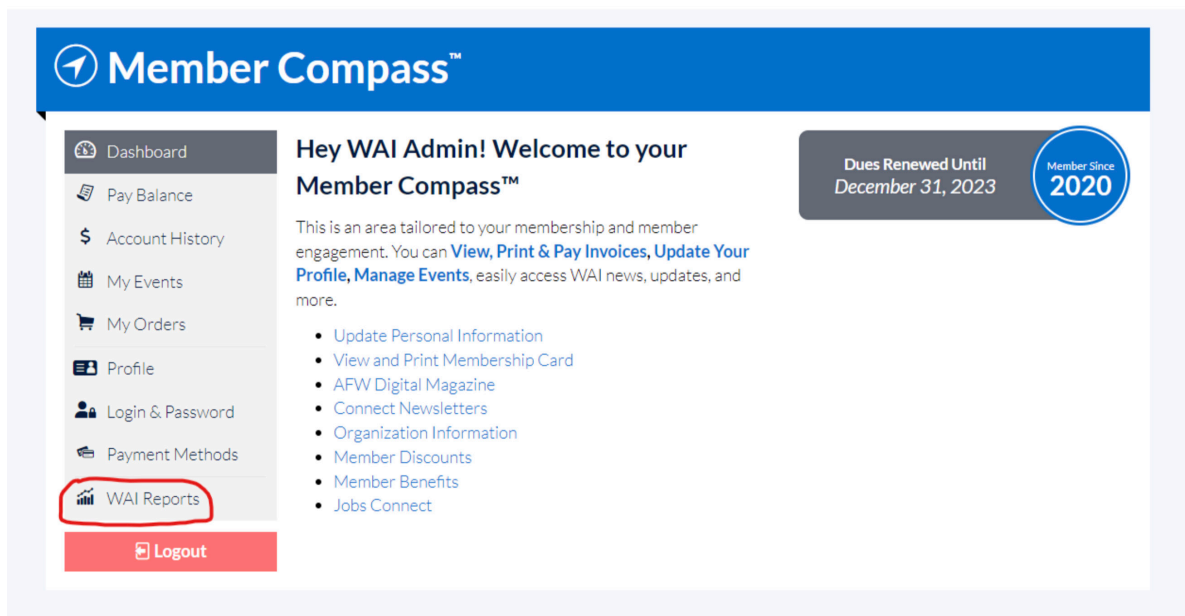 Member Compass™
Dashboard
Pay Balance
Account History
My Events
My Orders
Profile
Login & Password
Payment Methods
WAI Reports
Logout
Hey WAI Admin! Welcome to your
Member Compass™
This is an area tailored to your membership and member
engagement. You can View, Print & Pay Invoices, Update Your
Profile, Manage Events, easily access WAI news, updates, and
more.
• Update Personal Information
• View and Print Membership Card
• AFW Digital Magazine
• Connect Newsletters
• Organization Information
• Member Discounts
• Member Benefits
• Jobs Connect
Dues Renewed Until
December 31, 2023
Member Since
2020